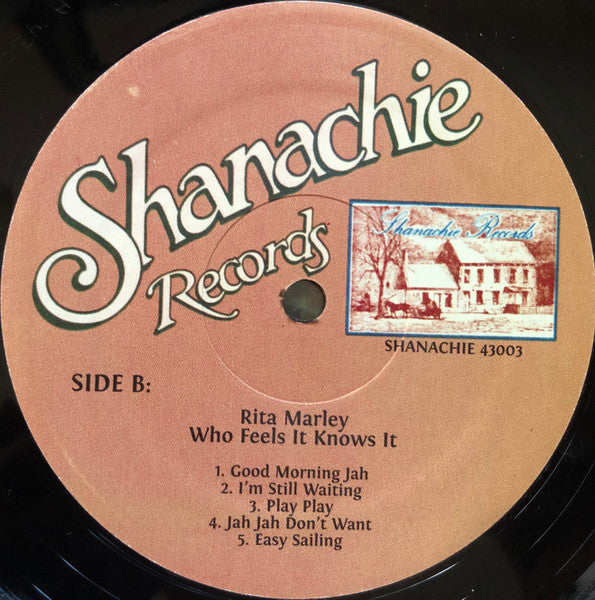 Shanachie
Records
Shanachie Records
SHANACHIE 43003
SIDE B:
Rita Marley
Who Feels It Knows It
1. Good Morning Jah
2. I'm Still Waiting
3. Play Play
4. Jah Jah Don't Want
5. Easy Sailing